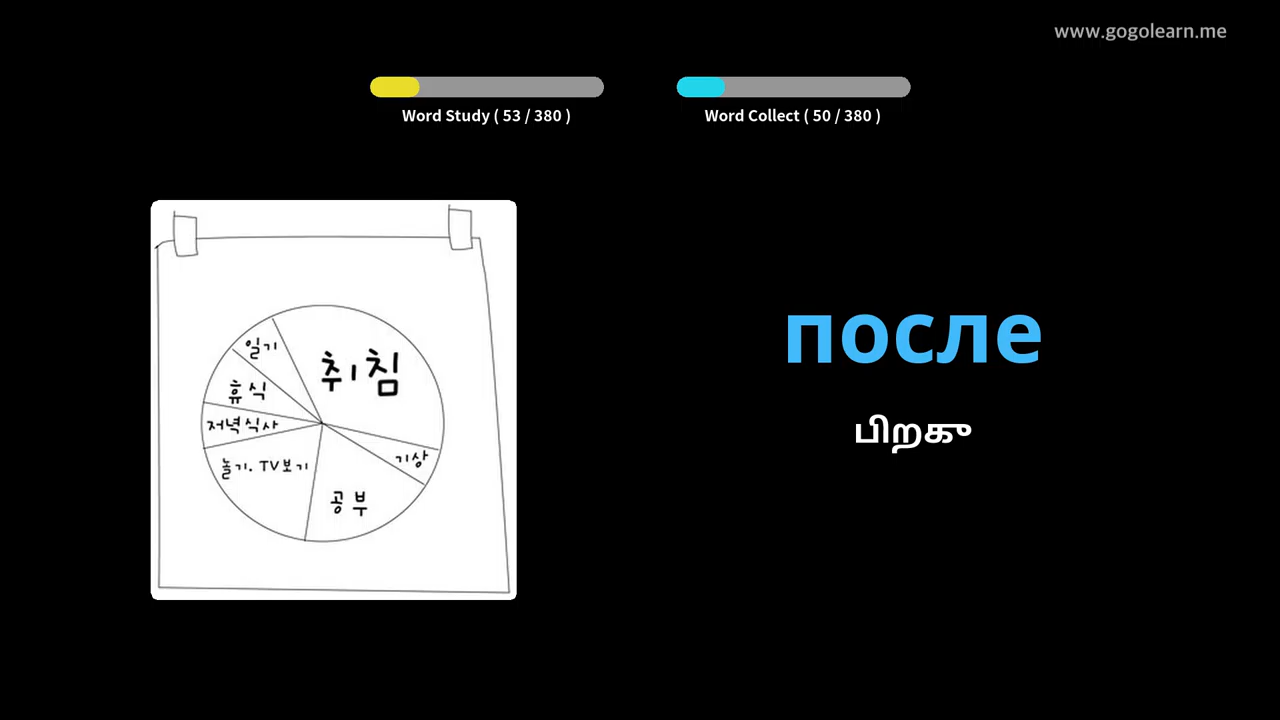 www.gogolearn.me
Word Study ( 53 / 380 )
Word Collect ( 50 / 380 )
일기
취침
휴식
저녁식사
놀기. TV보기
기상
공부
после
பிறகு